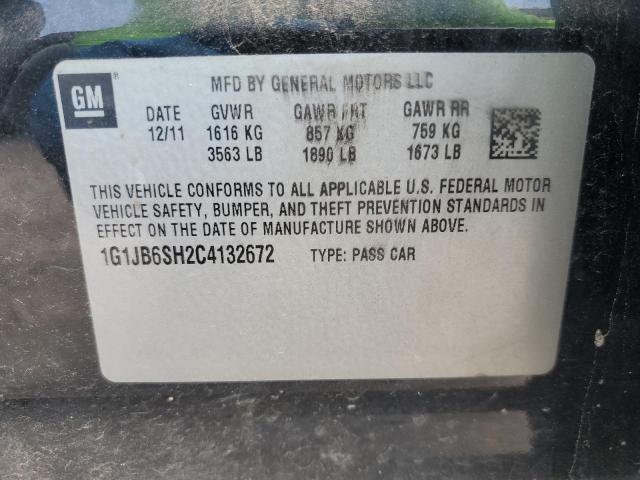 GM ®
MFD BY GENERAL MOTORS LLC
DATE GVWR GAWR FRT GAWR RR
12/11 1616 KG 857 KG 759 KG
3563 LB 1890 LB 1673 LB
THIS VEHICLE CONFORMS TO ALL APPLICABLE U.S. FEDERAL MOTOR
VEHICLE SAFETY, BUMPER, AND THEFT PREVENTION STANDARDS IN
EFFECT ON THE DATE OF MANUFACTURE SHOWN ABOVE.
1G1JB6SH2C4132672 TYPE: PASS CAR